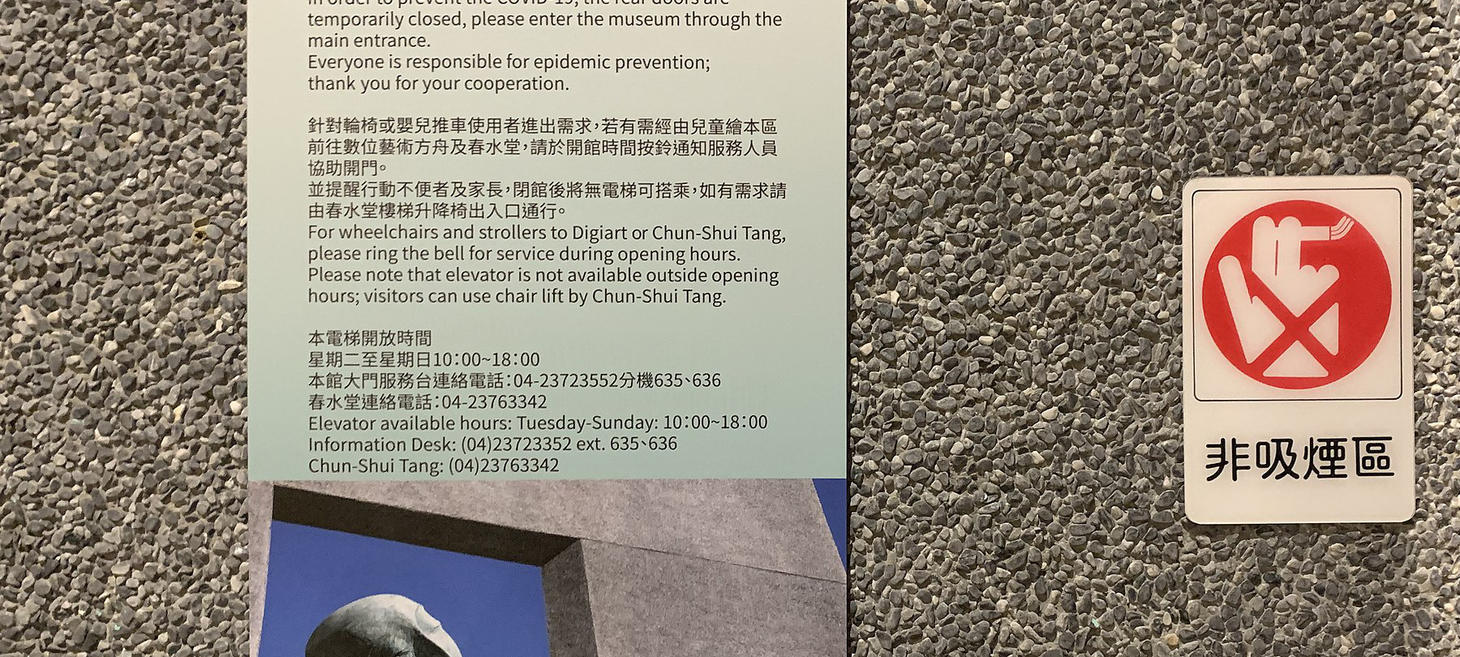 In order to prevent the COVID-19, the rear doors are
temporarily closed, please enter the museum through the
main entrance.
Everyone is responsible for epidemic prevention;
thank you for your cooperation.
針對輪椅或嬰兒推車使用者進出需求，若有需經由兒童繪本區
前往數位藝術方舟及春水堂，請於開館時間按鈴通知服務人員
協助開門。
並提醒行動不便者及家長，閉館後將無電梯可搭乘，如有需求請
由春水堂樓梯升降椅出入口通行。
For wheelchairs and strollers to Digiart or Chun-Shui Tang,
please ring the bell for service during opening hours.
Please note that elevator is not available outside opening
hours; visitors can use chair lift by Chun-Shui Tang.
本電梯開放時間
星期二至星期日10：00~18：00
本館大門服務台連絡電話：04-23723552分機635、636
春水堂連絡電話：04-23763342
Elevator available hours: Tuesday-Sunday: 10：00~18：00
Information Desk: (04)23723352 ext. 635、636
Chun-Shui Tang: (04)23763342
非吸煙區